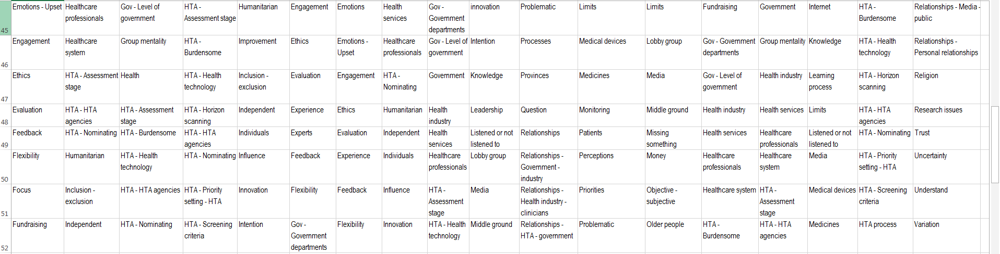 Emotions - Upset Healthcare Gov - Level of HTA - Humanitarian Engagement Emotions Health Gov - innovation Problematic Limits Limits Fundraising Government Internet HTA - Relationships - Media -
professionals government Assessment stage services Government Burdensome public
45 departments
Engagement Healthcare Group mentality HTA - Improvement Ethics Emotions - Healthcare Gov - Level of Intention Processes Medical devices Lobby group Gov - Government Group mentality Knowledge HTA - Health Relationships -
system Burdensome Upset professionals government departments technology Personal relationships
46
Ethics HTA - Assessment Health HTA - Health Inclusion - Evaluation Engagement HTA - Government Knowledge Provinces Medicines Media Gov - Level of Health industry Learning HTA - Horizon Religion
stage technology exclusion Nominating government process scanning
47
Evaluation HTA - HTA HTA - Assessment HTA - Horizon Independent Experience Ethics Humanitarian Health Leadership Question Monitoring Middle ground Health industry Health services Limits HTA - HTA Research issues
48 agencies stage scanning industry agencies
Feedback HTA - Nominating HTA - Burdensome HTA - HTA Individuals Experts Evaluation Independent Health Listened or not Relationships Patients Missing Health services Healthcare Listened or not HTA - Nominating Trust
49 agencies services listened to something professionals listened to
Flexibility Humanitarian HTA - Health HTA - Nominating Influence Feedback Experience Individuals Healthcare Lobby group Relationships - Perceptions Money Healthcare Healthcare Media HTA - Priority Uncertainty
technology professionals Government - professionals system setting - HTA
50 industry
Focus Inclusion - HTA - HTA agencies HTA - Priority Innovation Flexibility Feedback Influence HTA - Media Relationships - Priorities Objective - Healthcare system HTA - Medical devices HTA - Screening Understand
exclusion setting - HTA Assessment Health industry - subjective Assessment criteria
51 stage clinicians stage
Fundraising Independent HTA - Nominating HTA - Screening Intention Gov - Flexibility Innovation HTA - Health Middle ground Relationships - Problematic Older people HTA - HTA - HTA Medicines HTA process Variation
criteria Government technology HTA - government Burdensome agencies
52 departments